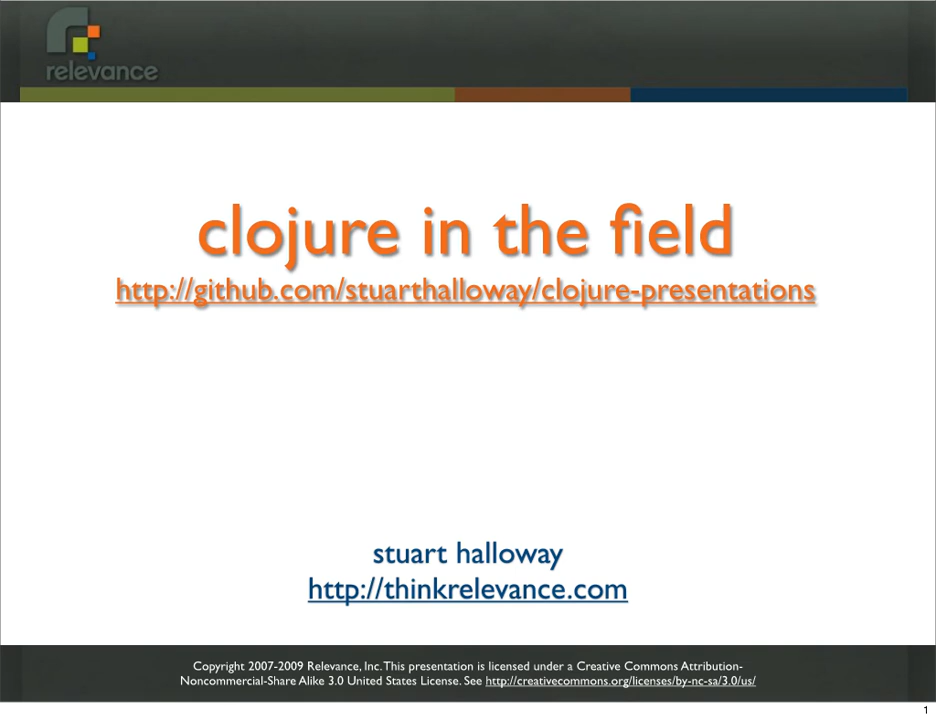 relevance
clojure in the field
http://github.com/stuarthalloway/clojure-presentations
stuart halloway
http://thinkrelevance.com
Copyright 2007-2009 Relevance, Inc. This presentation is licensed under a Creative Commons Attribution-
Noncommercial-Share Alike 3.0 United States License. See http://creativecommons.org/licenses/by-nc-sa/3.0/us/
1